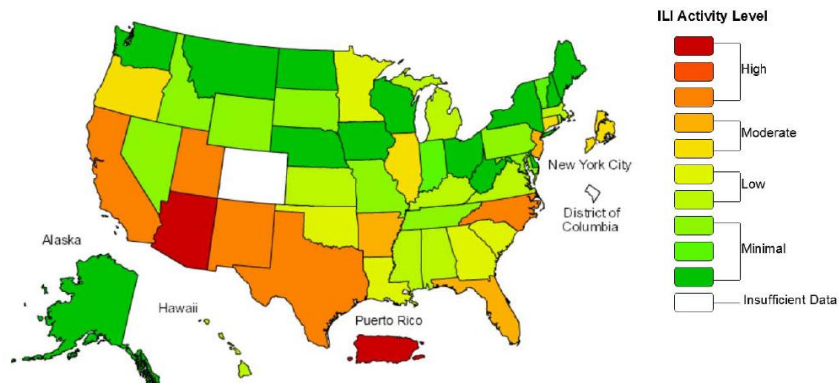 ILI Activity Level
High
Moderate
Low
Minimal
Insufficient Data
New York City
District of
Columbia
Alaska
Hawaii
Puerto Rico